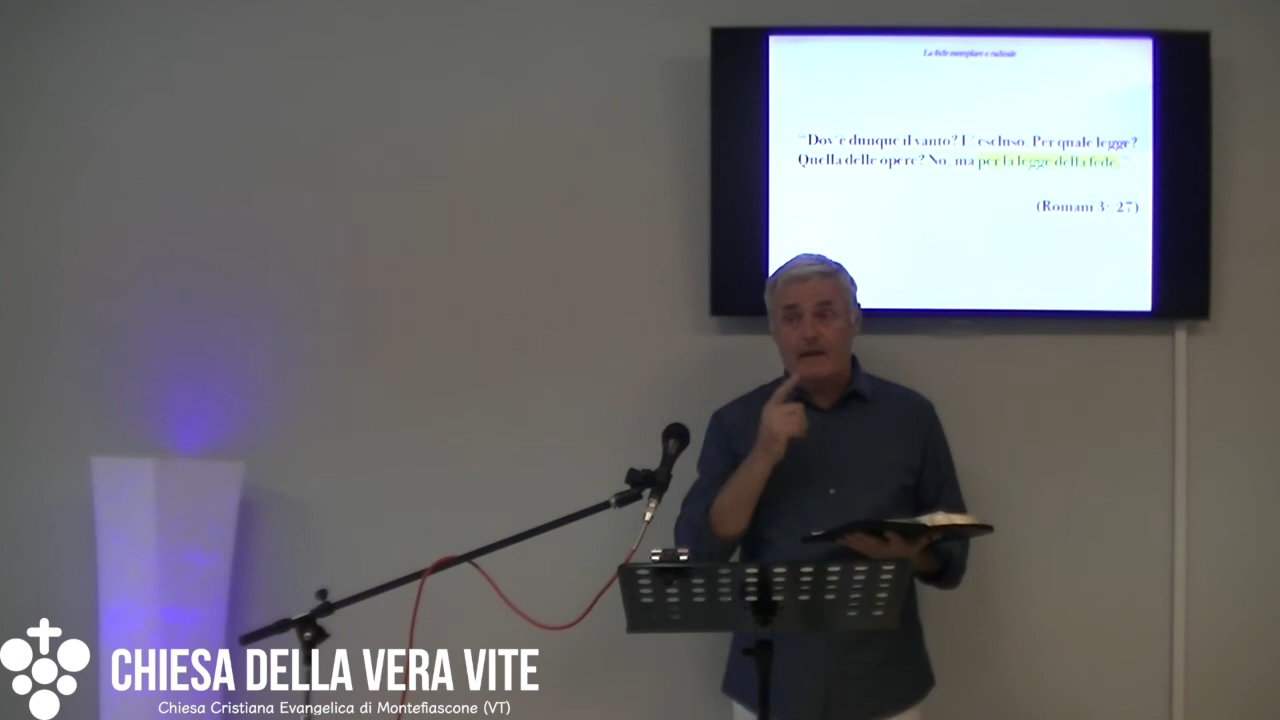 La fede esemplare e radicale
"Dov'è dunque il vanto? E' escluso. Per quale legge?
Quella delle opere? No, ma per la legge della fede."
(Romani 3: 27)
CHIESA DELLA VERA VITE
Chiesa Cristiana Evangelica di Montefiascone (VT)